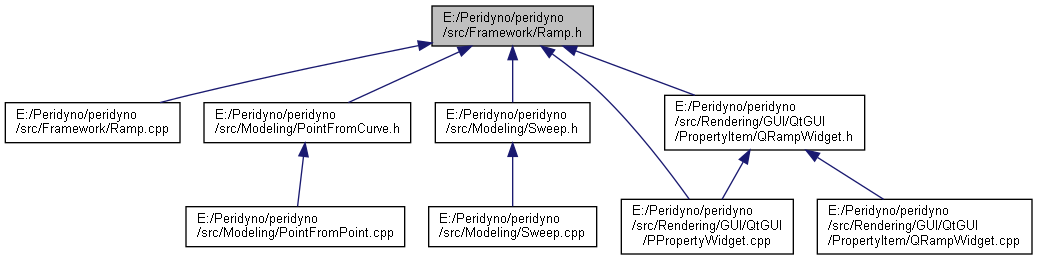 E:/Peridyno/peridyno
/src/Framework/Ramp.h
E:/Peridyno/peridyno
/src/Framework/Ramp.cpp
E:/Peridyno/peridyno
/src/Modeling/PointFromCurve.h
E:/Peridyno/peridyno
/src/Modeling/Sweep.h
E:/Peridyno/peridyno
/src/Rendering/GUI/QtGUI
/PropertyItem/QRampWidget.h
E:/Peridyno/peridyno
/src/Modeling/PointFromPoint.cpp
E:/Peridyno/peridyno
/src/Modeling/Sweep.cpp
E:/Peridyno/peridyno
/src/Rendering/GUI/QtGUI
/PPropertyWidget.cpp
E:/Peridyno/peridyno
/src/Rendering/GUI/QtGUI
/PropertyItem/QRampWidget.cpp